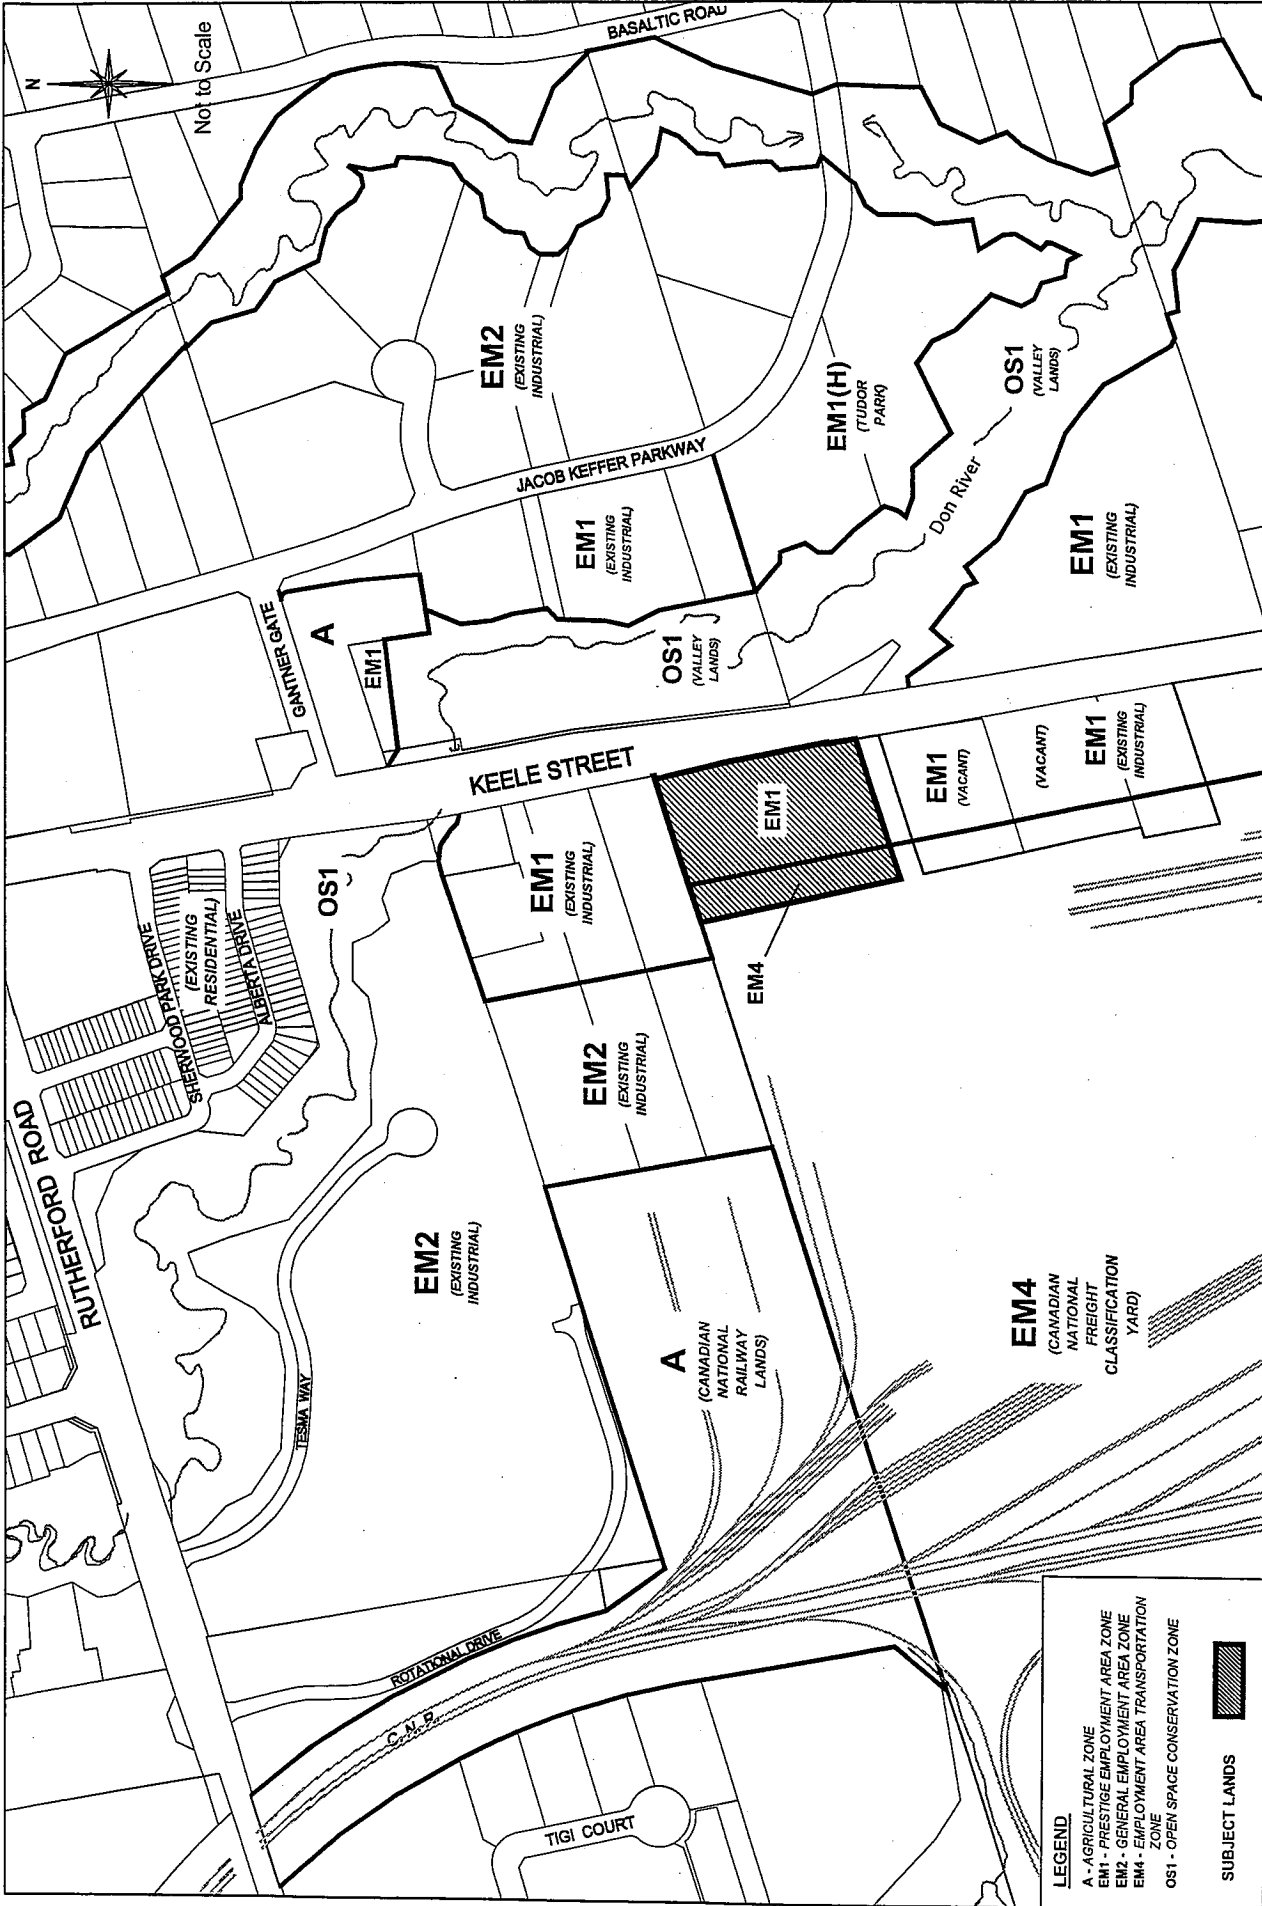 N
Not to Scale
BASALTIC ROAD
RUTHERFORD ROAD
SHERWOOD PARK DRIVE
(EXISTING
RESIDENTIAL)
ALBERTA DRIVE
OS1
GANTNER GATE
A
EM1
KEELE STREET
JACOB KEFFER PARKWAY
EM2
(EXISTING
INDUSTRIAL)
EM1
(EXISTING
INDUSTRIAL)
EM1(H)
(TUDOR
PARK)
OS1
(VALLEY
LANDS)
Don River
OS1
(VALLEY
LANDS)
EM1
(EXISTING
INDUSTRIAL)
TESMA WAY
EM2
(EXISTING
INDUSTRIAL)
EM1
(EXISTING
INDUSTRIAL)
EM2
(EXISTING
INDUSTRIAL)
EM1
EM4
EM1
(VACANT)
(VACANT)
EM1
(EXISTING
INDUSTRIAL)
A
(CANADIAN
NATIONAL
RAILWAY
LANDS)
EM4
(CANADIAN
NATIONAL
FREIGHT
CLASSIFICATION
YARD)
ROTATIONAL DRIVE
C.N.R.
TIGI COURT
LEGEND
A - AGRICULTURAL ZONE
EM1 - PRESTIGE EMPLOYMENT AREA ZONE
EM2 - GENERAL EMPLOYMENT AREA ZONE
EM4 - EMPLOYMENT AREA TRANSPORTATION
ZONE
OS1 - OPEN SPACE CONSERVATION ZONE
SUBJECT LANDS